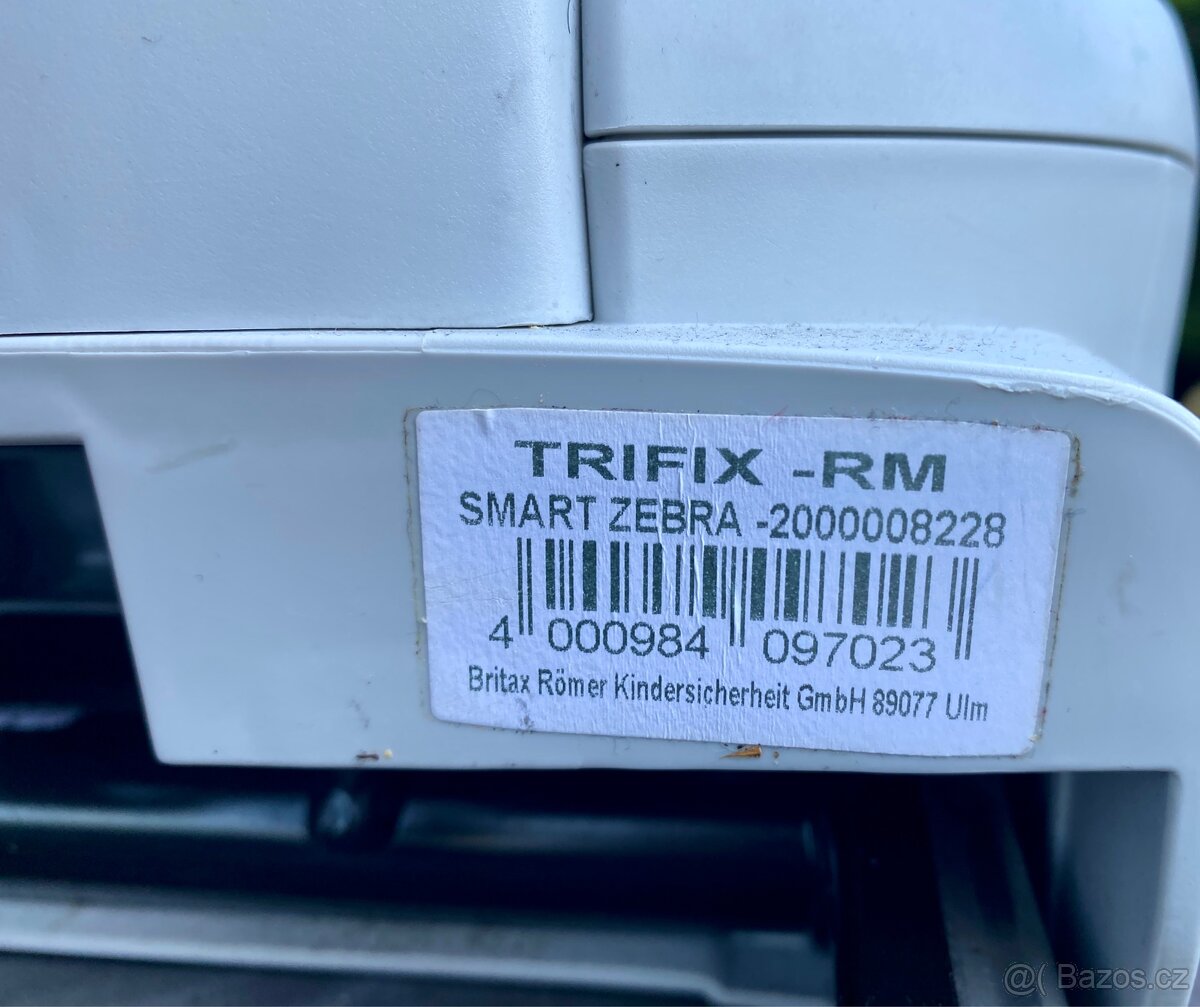 TRIFIX -RM
SMART ZEBRA -2000008228
4 000984 097023
Britax Römer Kindersicherheit GmbH 89077 Ulm
@( Bazos.cz